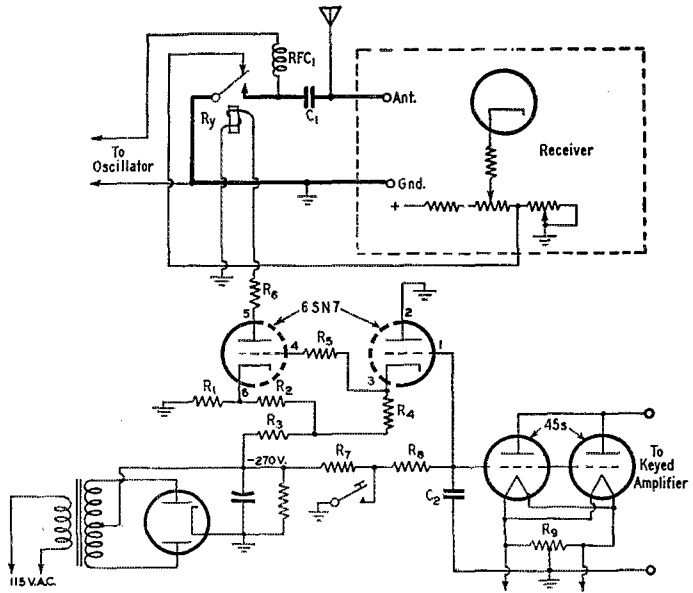 RFC1
Ant.
Ry
C1
To
Oscillator
Receiver
Gnd.
+
R6
5
6SN7
2
4
R5
1
3
6
R1
R2
R4
R3
45s
-270V.
R7
R8
To
Keyed
Amplifier
C2
R9
115 V.A.C.